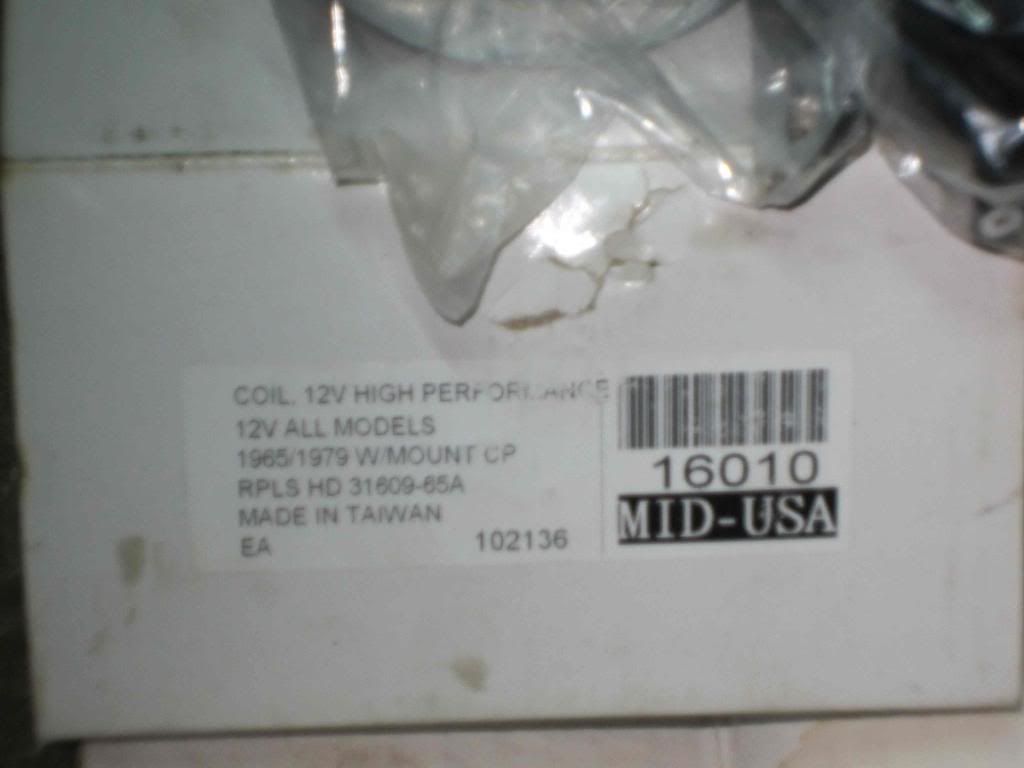 COIL, 12V HIGH PERFORMANCE
12V ALL MODELS
1965/1979 W/MOUNT CP
RPLS HD 31609-65A
MADE IN TAIWAN
EA 102136
16010
MID-USA